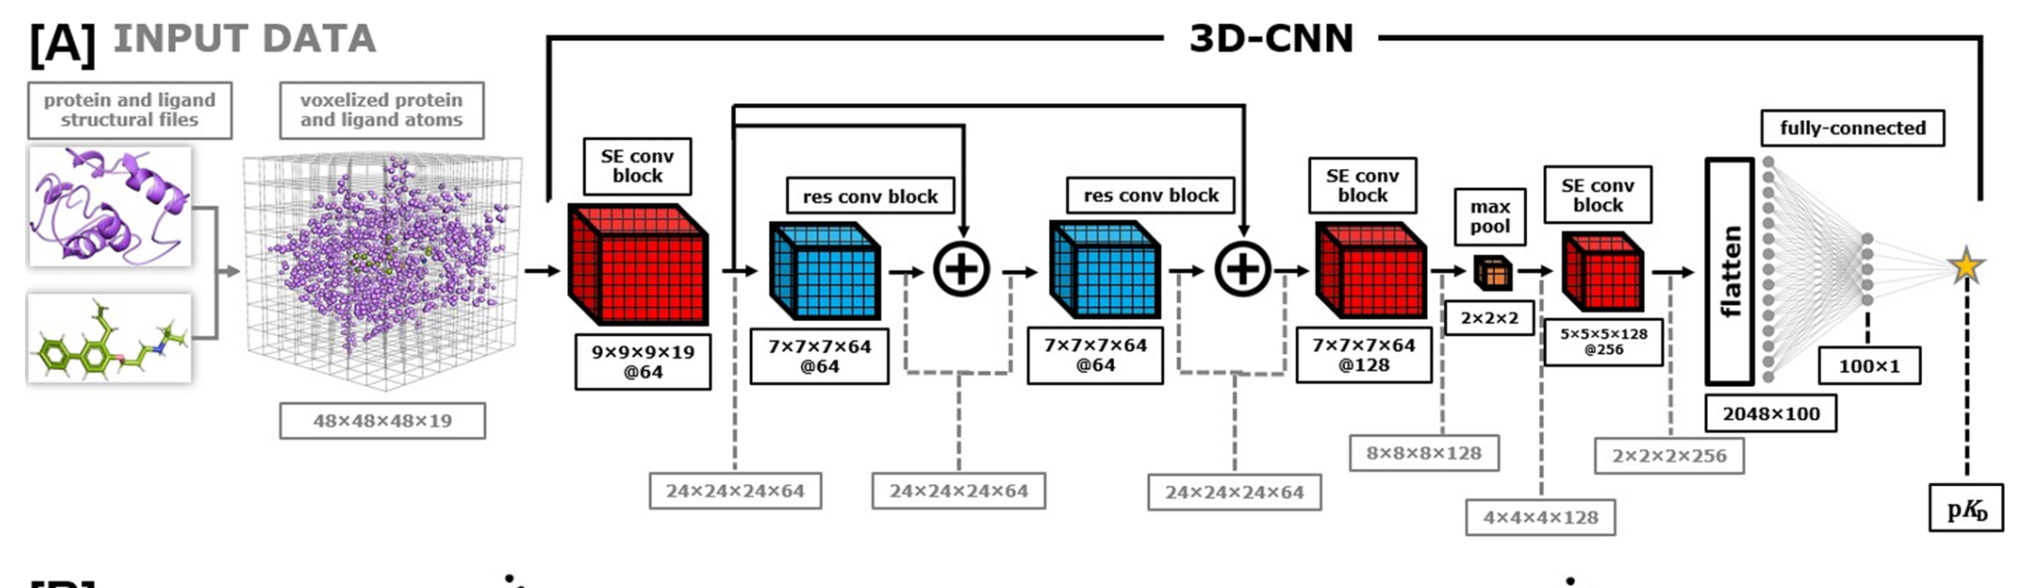 [A] INPUT DATA
3D-CNN
protein and ligand
structural files
voxelized protein
and ligand atoms
48×48×48×19
SE conv
block
9×9×9×19
@64
24×24×24×64
res conv block
7×7×7×64
@64
24×24×24×64
res conv block
7×7×7×64
@64
24×24×24×64
SE conv
block
7×7×7×64
@128
8×8×8×128
max
pool
2×2×2
4×4×4×128
SE conv
block
5×5×5×128
@256
2×2×2×256
flatten
2048×100
fully-connected
100×1
pKD